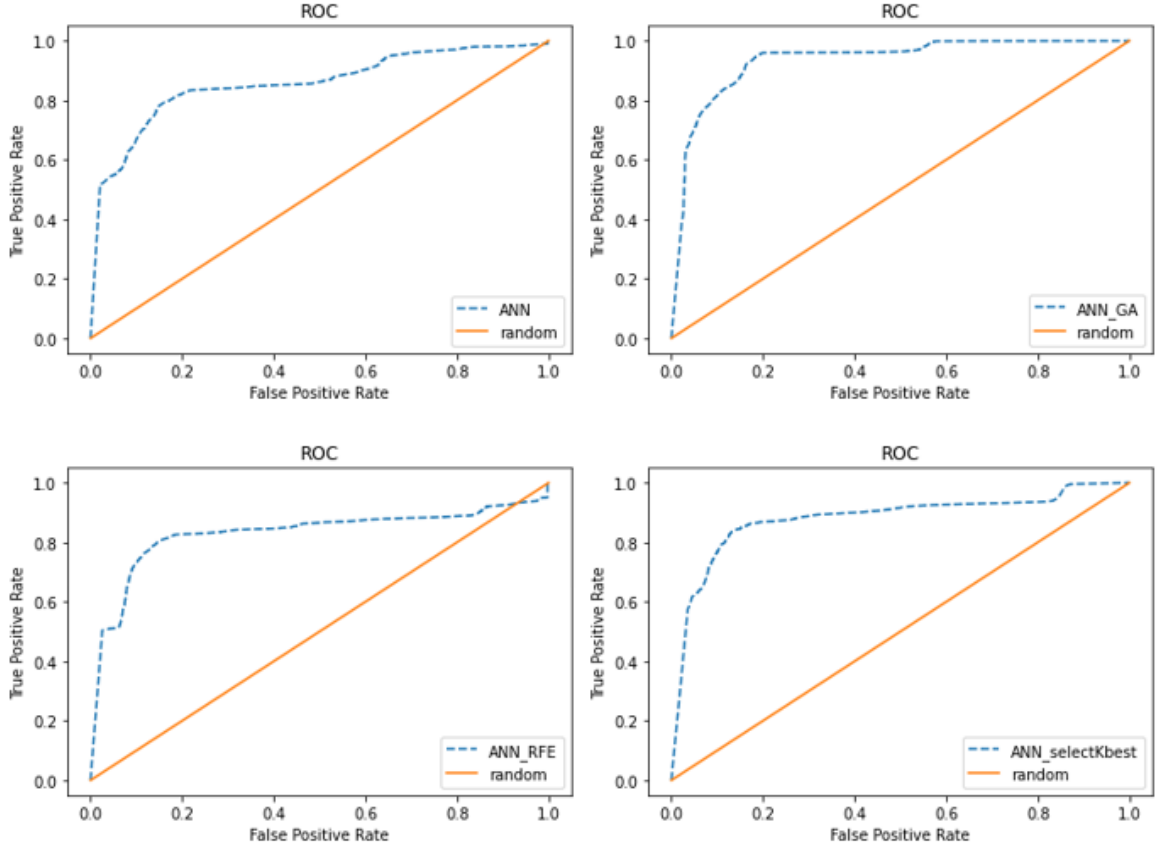 ROC
True Positive Rate
1.0
0.8
0.6
0.4
0.2
0.0
ANN
random
0.0 0.2 0.4 0.6 0.8 1.0
False Positive Rate
ROC
True Positive Rate
1.0
0.8
0.6
0.4
0.2
0.0
ANN_GA
random
0.0 0.2 0.4 0.6 0.8 1.0
False Positive Rate
ROC
True Positive Rate
1.0
0.8
0.6
0.4
0.2
0.0
ANN_RFE
random
0.0 0.2 0.4 0.6 0.8 1.0
False Positive Rate
ROC
True Positive Rate
1.0
0.8
0.6
0.4
0.2
0.0
ANN_selectKbest
random
0.0 0.2 0.4 0.6 0.8 1.0
False Positive Rate